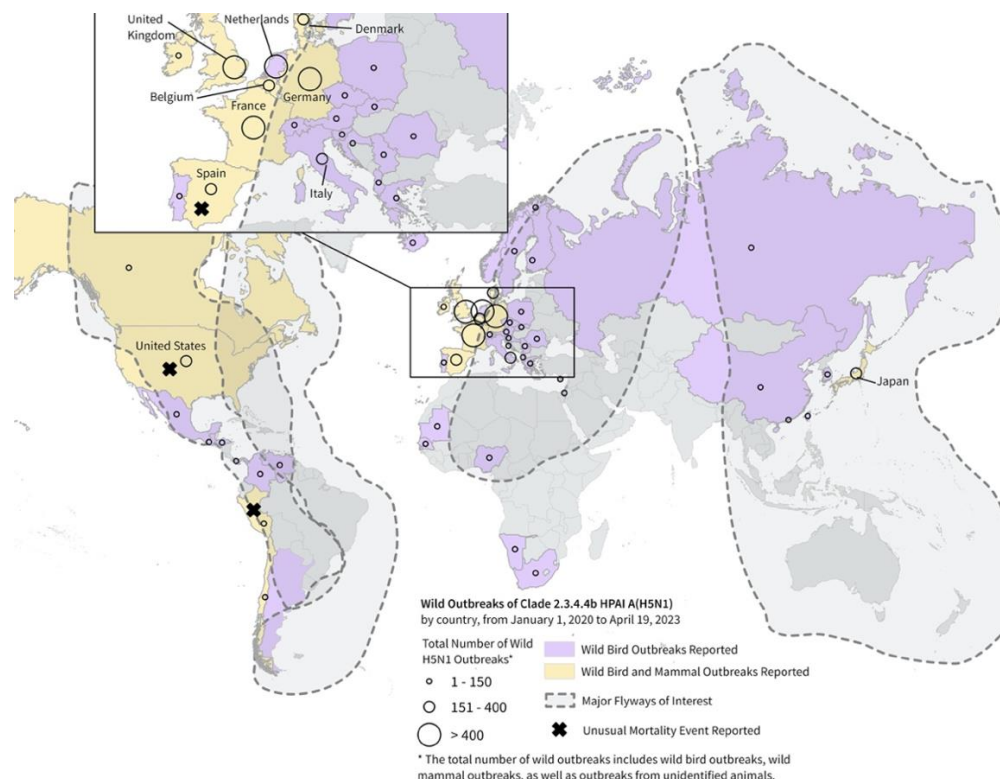 United
Kingdom
Netherlands
Denmark
Belgium
Germany
France
Spain
Italy
United States
Japan
Wild Outbreaks of Clade 2.3.4.4b HPAI A(H5N1)
by country, from January 1, 2020 to April 19, 2023
Total Number of Wild
H5N1 Outbreaks*
1 - 150
151 - 400
> 400
Wild Bird Outbreaks Reported
Wild Bird and Mammal Outbreaks Reported
Major Flyways of Interest
Unusual Mortality Event Reported
* The total number of wild outbreaks includes wild bird outbreaks, wild
mammal outbreaks, as well as outbreaks from unidentified animals.